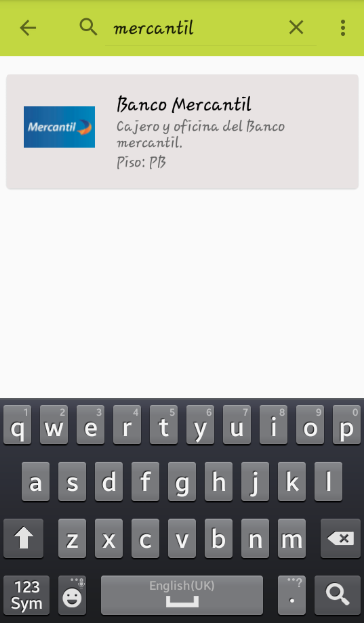 mercantil
Mercantil
Banco Mercantil
Cajero y oficina del Banco
mercantil.
Piso: PB
1 2 3 4 5 6 7 8 9 0
q w e r t y u i o p
a s d f g h j k l
z x c v b n m
123
Sym
English(UK)
. ?